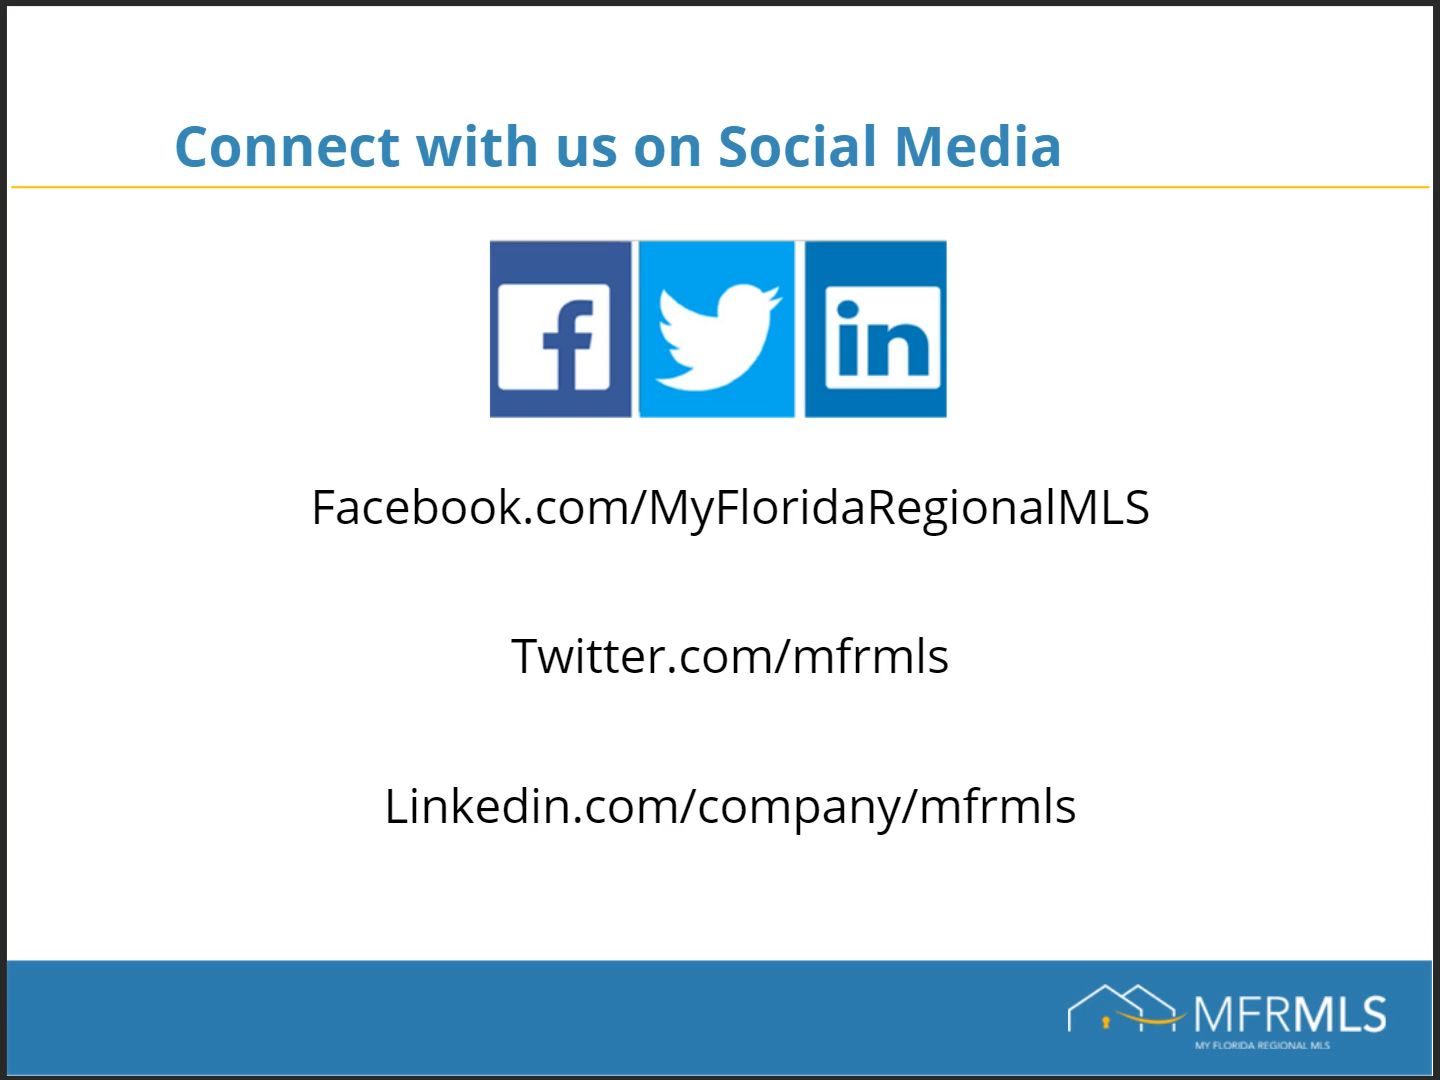 Connect with us on Social Media
f
in
Facebook.com/MyFloridaRegionalMLS
Twitter.com/mfrmls
Linkedin.com/company/mfrmls
MFRMLS
MY FLORIDA REGIONAL MLS